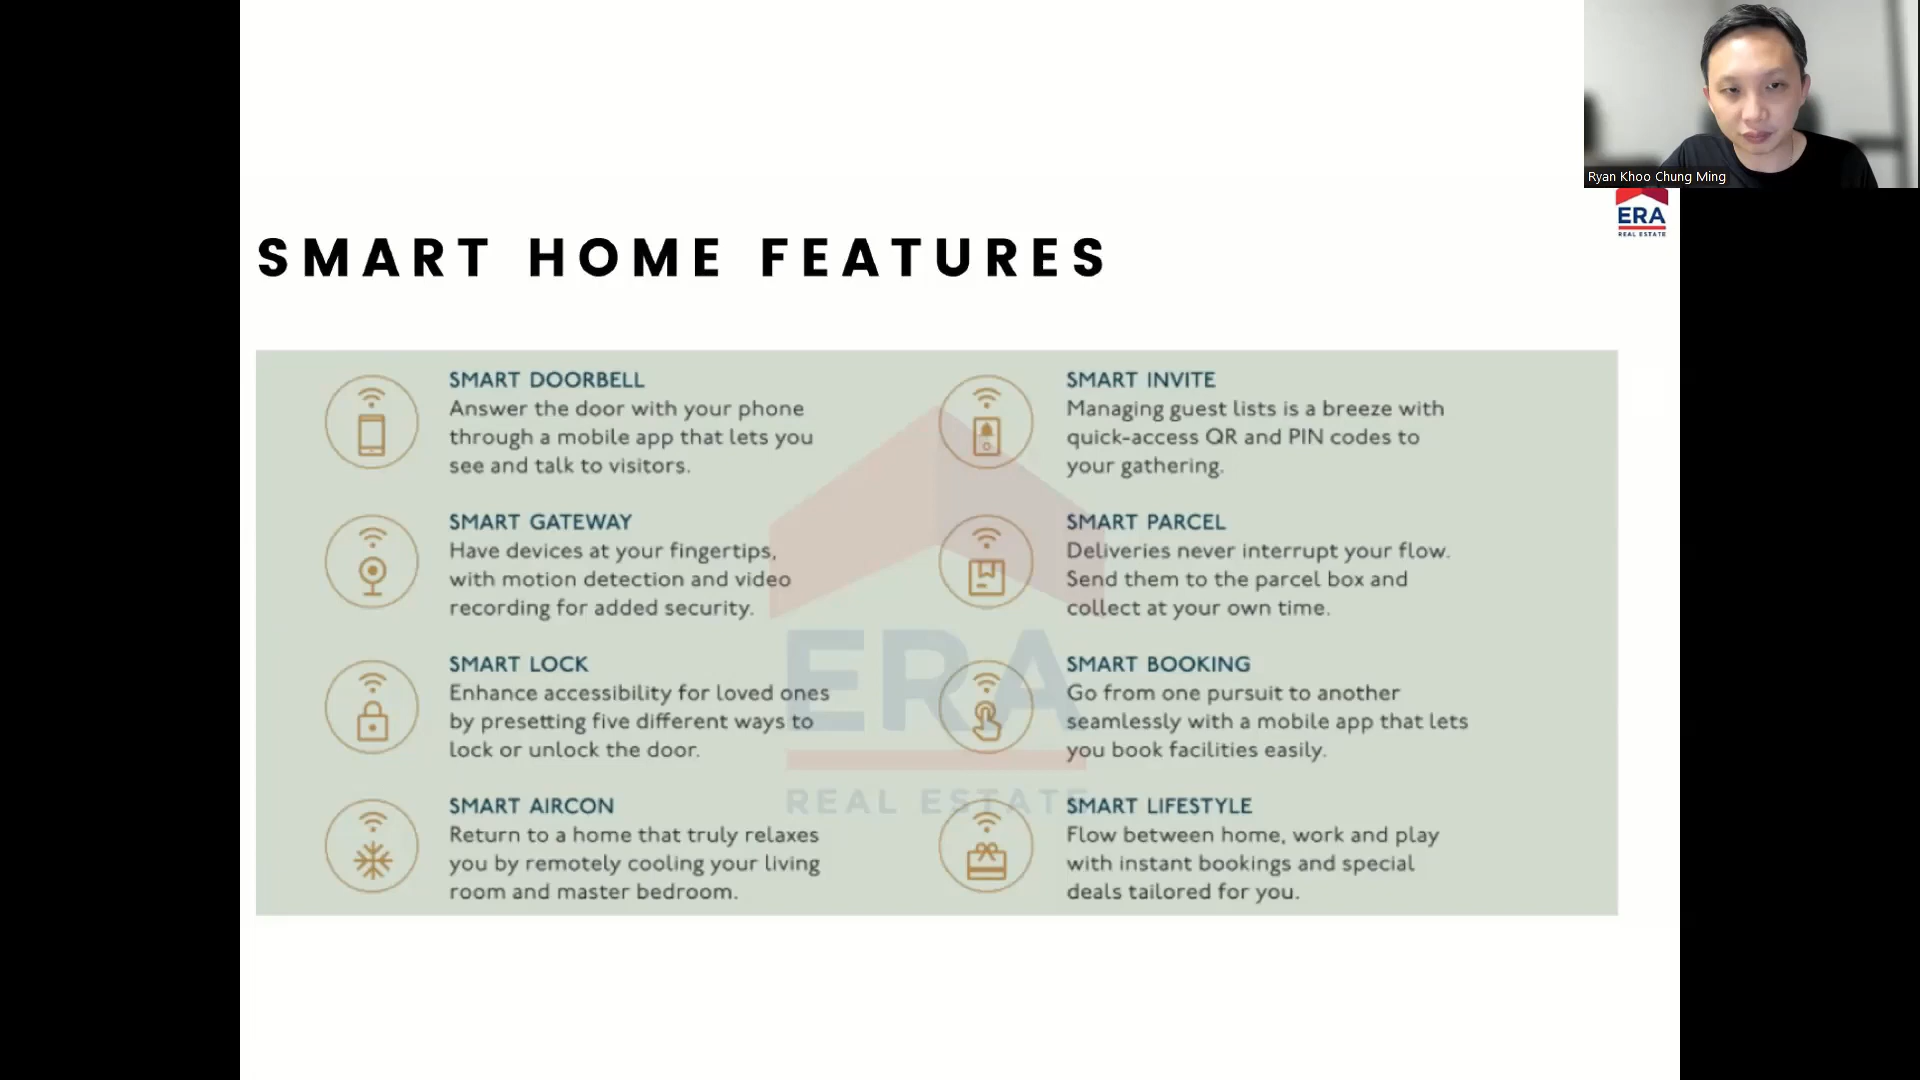 Ryan Khoo Chung Ming
ERA
REAL ESTATE
SMART HOME FEATURES
SMART DOORBELL
Answer the door with your phone
through a mobile app that lets you
see and talk to visitors.
SMART GATEWAY
Have devices at your fingertips,
with motion detection and video
recording for added security.
SMART LOCK
Enhance accessibility for loved ones
by presetting five different ways to
lock or unlock the door.
SMART AIRCON
Return to a home that truly relaxes
you by remotely cooling your living
room and master bedroom.
SMART INVITE
Managing guest lists is a breeze with
quick-access QR and PIN codes to
your gathering.
SMART PARCEL
Deliveries never interrupt your flow.
Send them to the parcel box and
collect at your own time.
SMART BOOKING
Go from one pursuit to another
seamlessly with a mobile app that lets
you book facilities easily.
SMART LIFESTYLE
Flow between home, work and play
with instant bookings and special
deals tailored for you.
ERA
REAL ESTATE